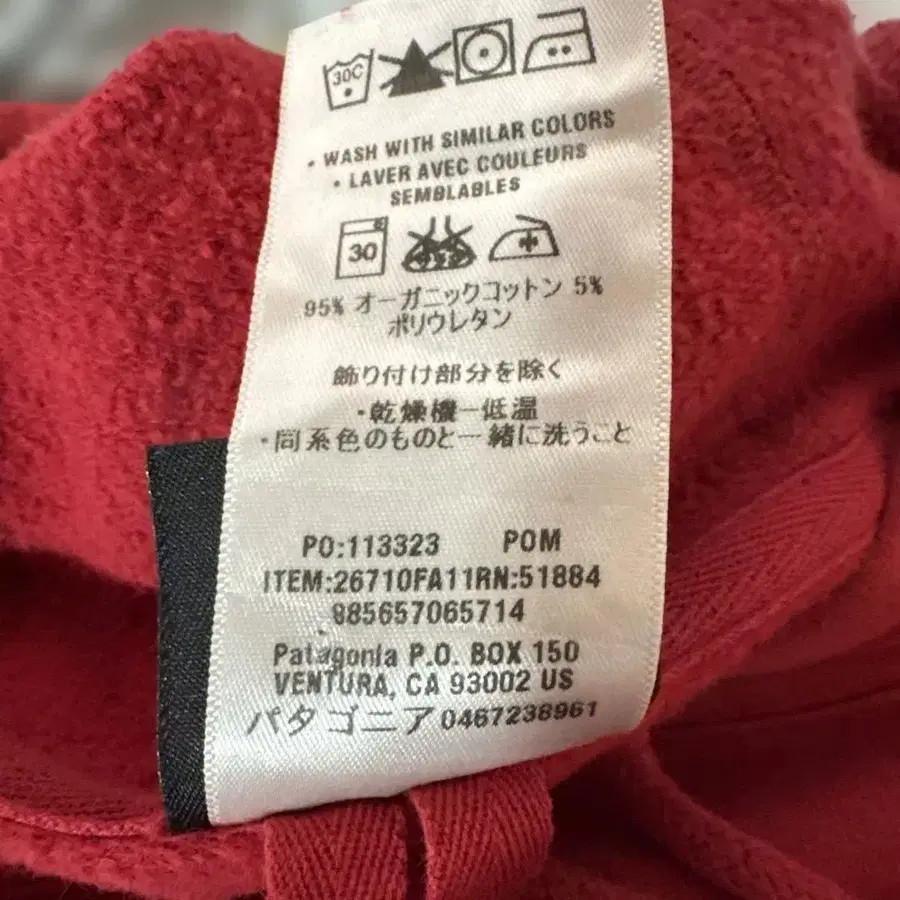 30C
• WASH WITH SIMILAR COLORS
• LAVER AVEC COULEURS
SEMBLABLES
30
95% オーガニックコットン 5%
ポリウレタン
飾り付け部分を除く
・乾燥機ー低温
・同系色のものと一緒に洗うこと
PO:113323 POM
ITEM:26710FA11RN:51884
885657065714
Patagonia P.O. BOX 150
VENTURA, CA 93002 US
パタゴニア 0467238961